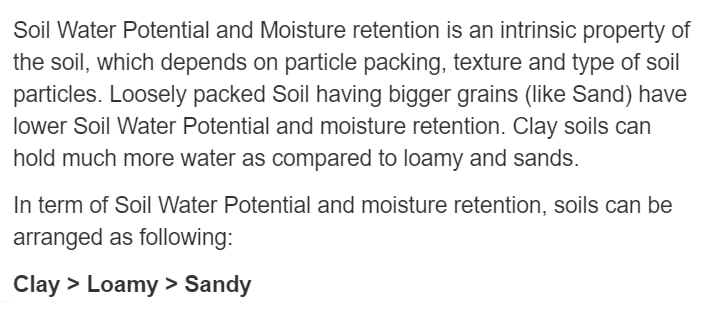 Soil Water Potential and Moisture retention is an intrinsic property of
the soil, which depends on particle packing, texture and type of soil
particles. Loosely packed Soil having bigger grains (like Sand) have
lower Soil Water Potential and moisture retention. Clay soils can
hold much more water as compared to loamy and sands.
In term of Soil Water Potential and moisture retention, soils can be
arranged as following:
Clay > Loamy > Sandy